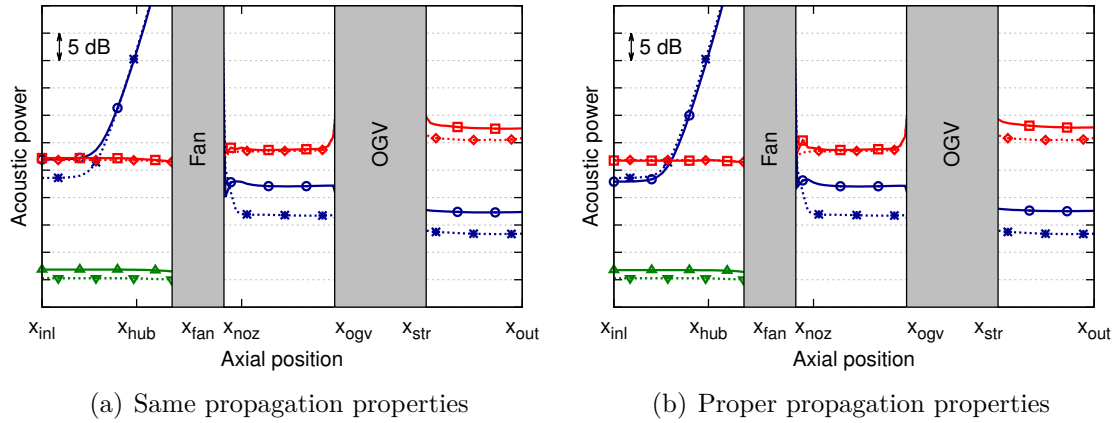 5 dB
Acoustic power
Fan
OGV
x_inl x_hub x_fan x_noz x_ogv x_str x_out
Axial position
(a) Same propagation properties
5 dB
Acoustic power
Fan
OGV
x_inl x_hub x_fan x_noz x_ogv x_str x_out
Axial position
(b) Proper propagation properties